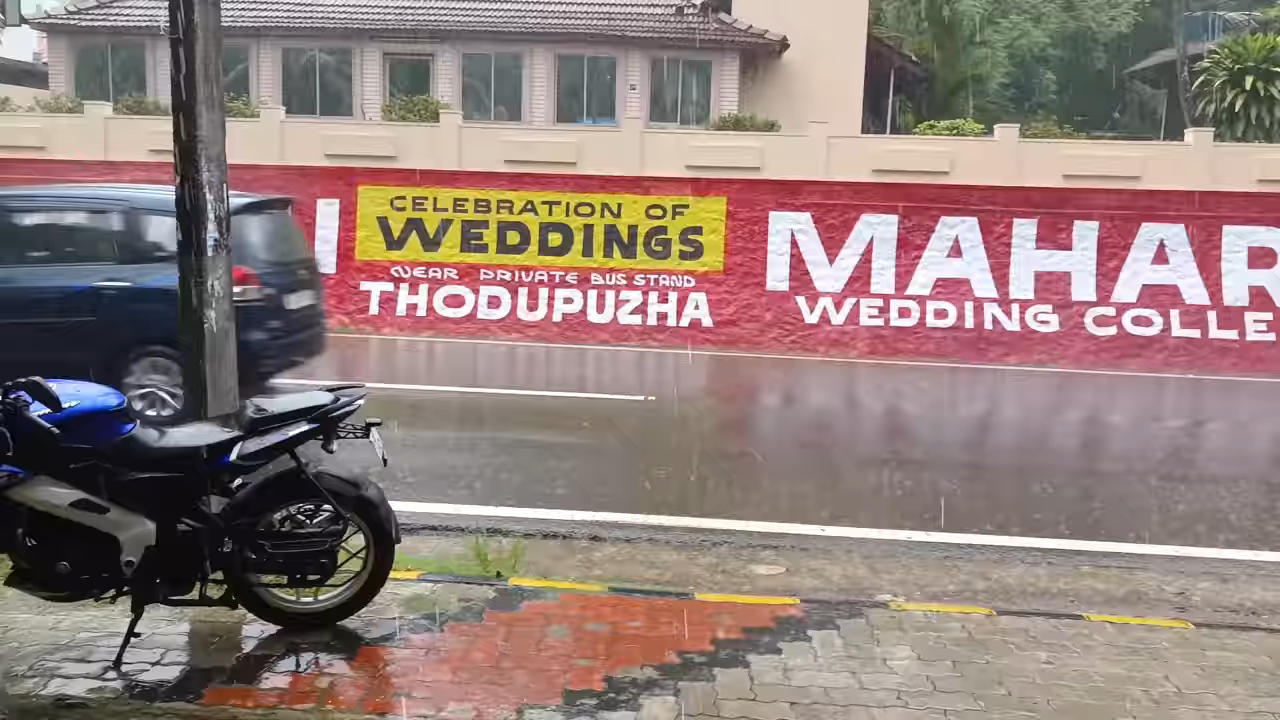 CELEBRATION OF
WEDDINGS
NEAR PRIVATE BUS STAND
THODUPUZHA
MAHAR
WEDDING COLLE